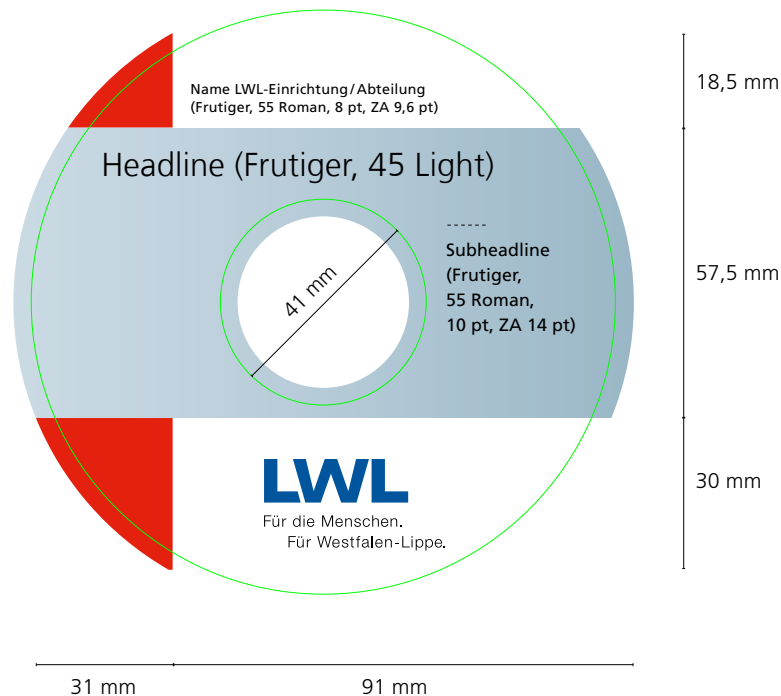 Name LWL-Einrichtung/Abteilung
(Frutiger, 55 Roman, 8 pt, ZA 9,6 pt)
18,5 mm
Headline (Frutiger, 45 Light)
------
Subheadline
(Frutiger,
55 Roman,
10 pt, ZA 14 pt)
41 mm
57,5 mm
LWL
Für die Menschen.
Für Westfalen-Lippe.
30 mm
31 mm
91 mm